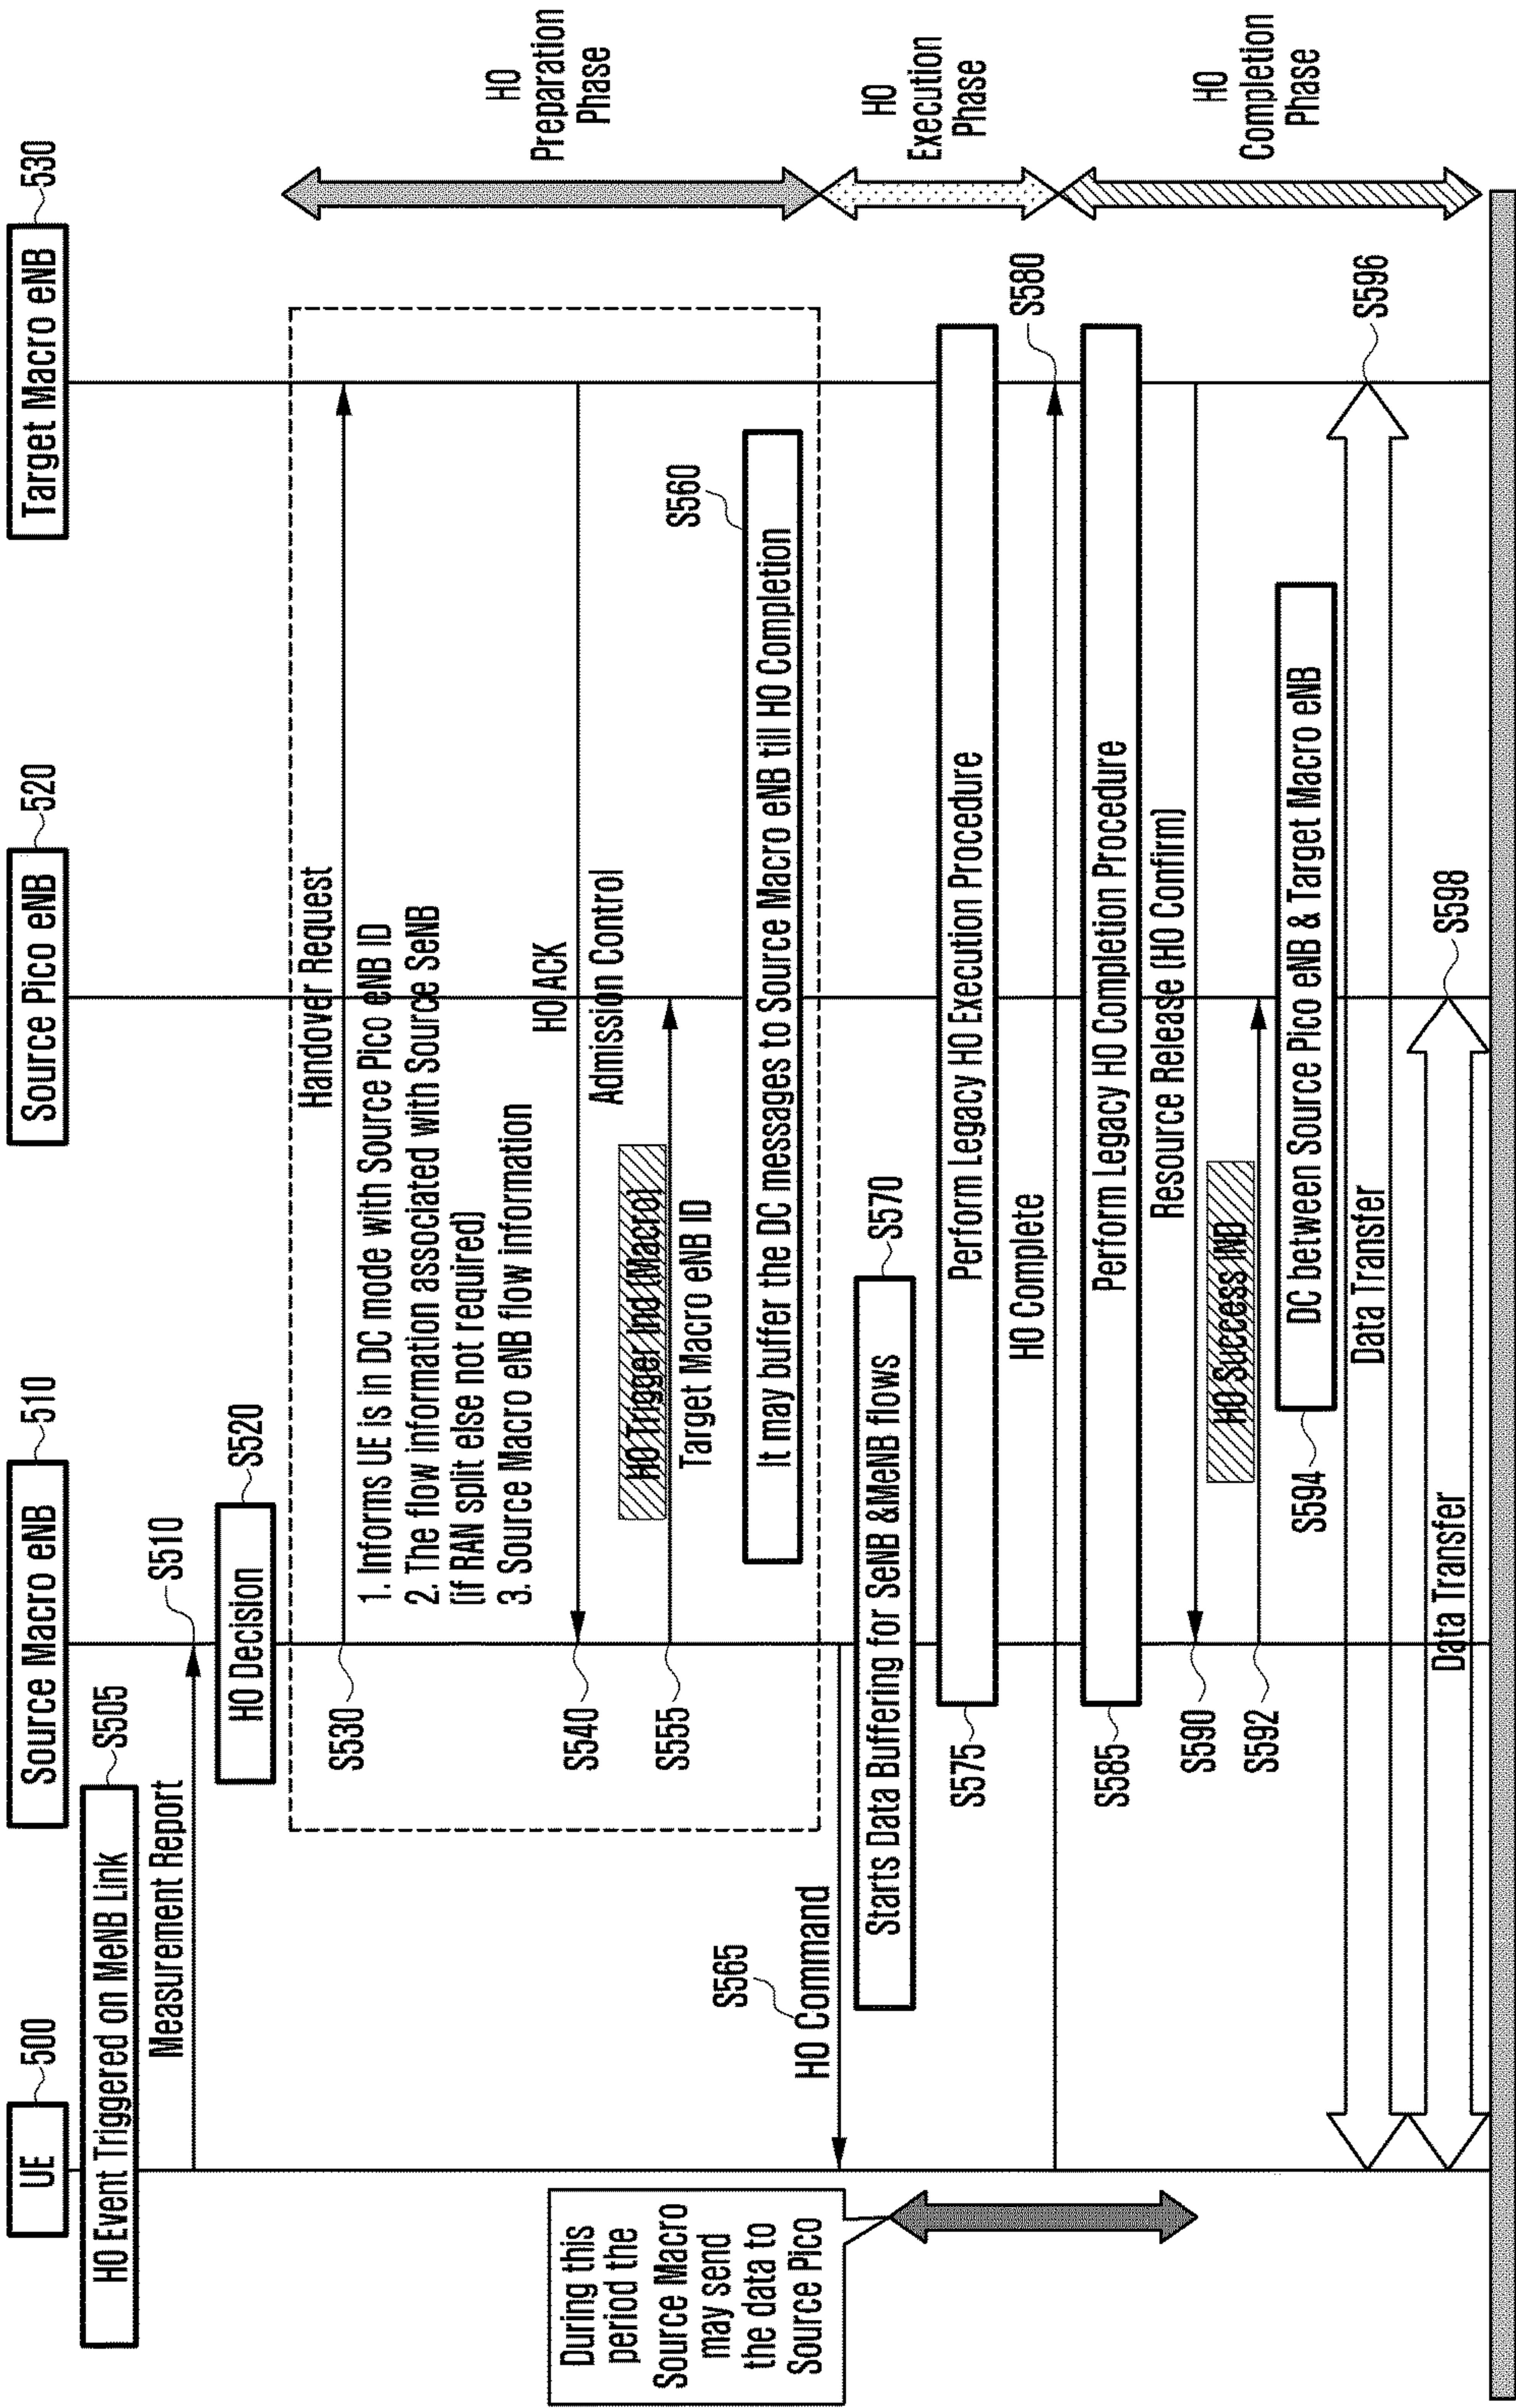 UE
500
Source Macro eNB
510
Source Pico eNB
520
Target Macro eNB
530
HO Event Triggered on MeNB Link
S505
Measurement Report
S510
HO Decision
S520
Handover Request
S530
1. Informs UE is in DC mode with Source Pico eNB ID
2. The flow information associated with Source SeNB
(if RAN split else not required)
3. Source Macro eNB flow information
HO ACK
S540
Admission Control
HO Trigger Ind (Macro)
S555
Target Macro eNB ID
S560
It may buffer the DC messages to Source Macro eNB till HO Completion
HO
Preparation
Phase
S565
HO Command
Starts Data Buffering for SeNB &MeNB flows
S570
During this
period the
Source Macro
may send
the data to
Source Pico
Perform Legacy HO Execution Procedure
S575
HO Complete
S580
HO
Execution
Phase
Perform Legacy HO Completion Procedure
S585
Resource Release (HO Confirm)
S590
HO Success IND
S592
DC between Source Pico eNB & Target Macro eNB
S594
Data Transfer
S596
Data Transfer
S598
HO
Completion
Phase